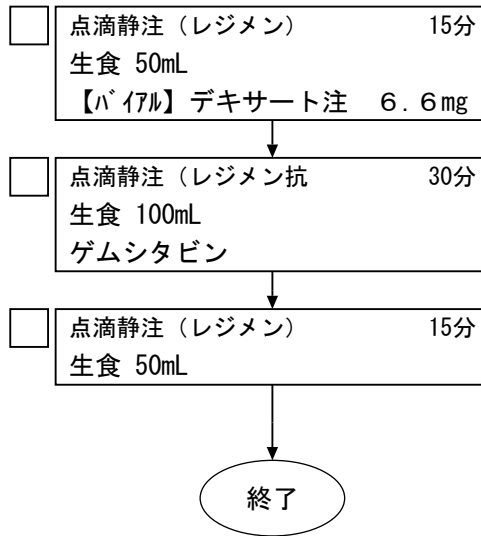 点滴静注（レジメン） 15分
生食 50mL
【ﾊﾞｲｱﾙ】デキサート注 ６．６㎎
点滴静注（レジメン抗 30分
生食 100mL
ゲムシタビン
点滴静注（レジメン） 15分
生食 50mL
終了